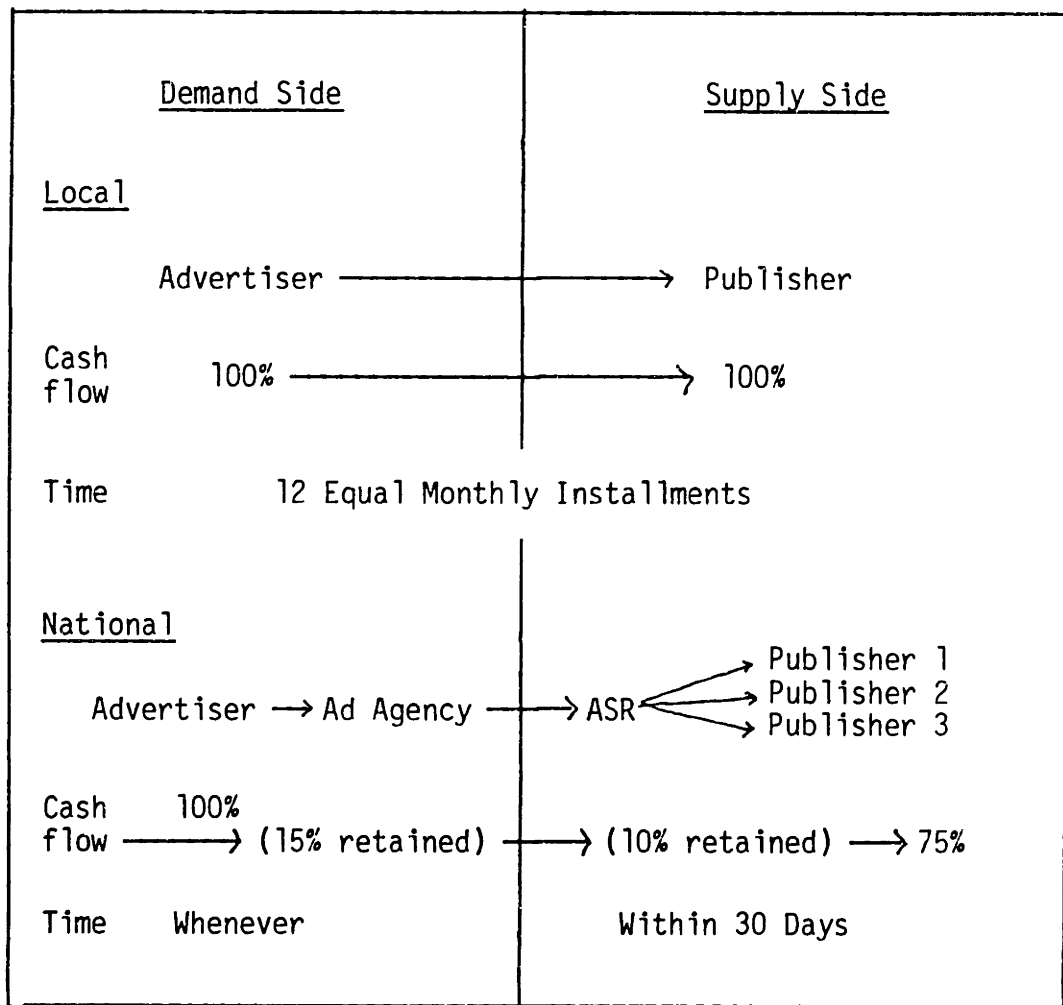 Demand Side Supply Side
Local
Advertiser Publisher
Cash
flow 100% 100%
Time 12 Equal Monthly Installments
National
Publisher 1
Advertiser Ad Agency ASR Publisher 2
Publisher 3
Cash 100%
flow (15% retained) (10% retained) 75%
Time Whenever Within 30 Days